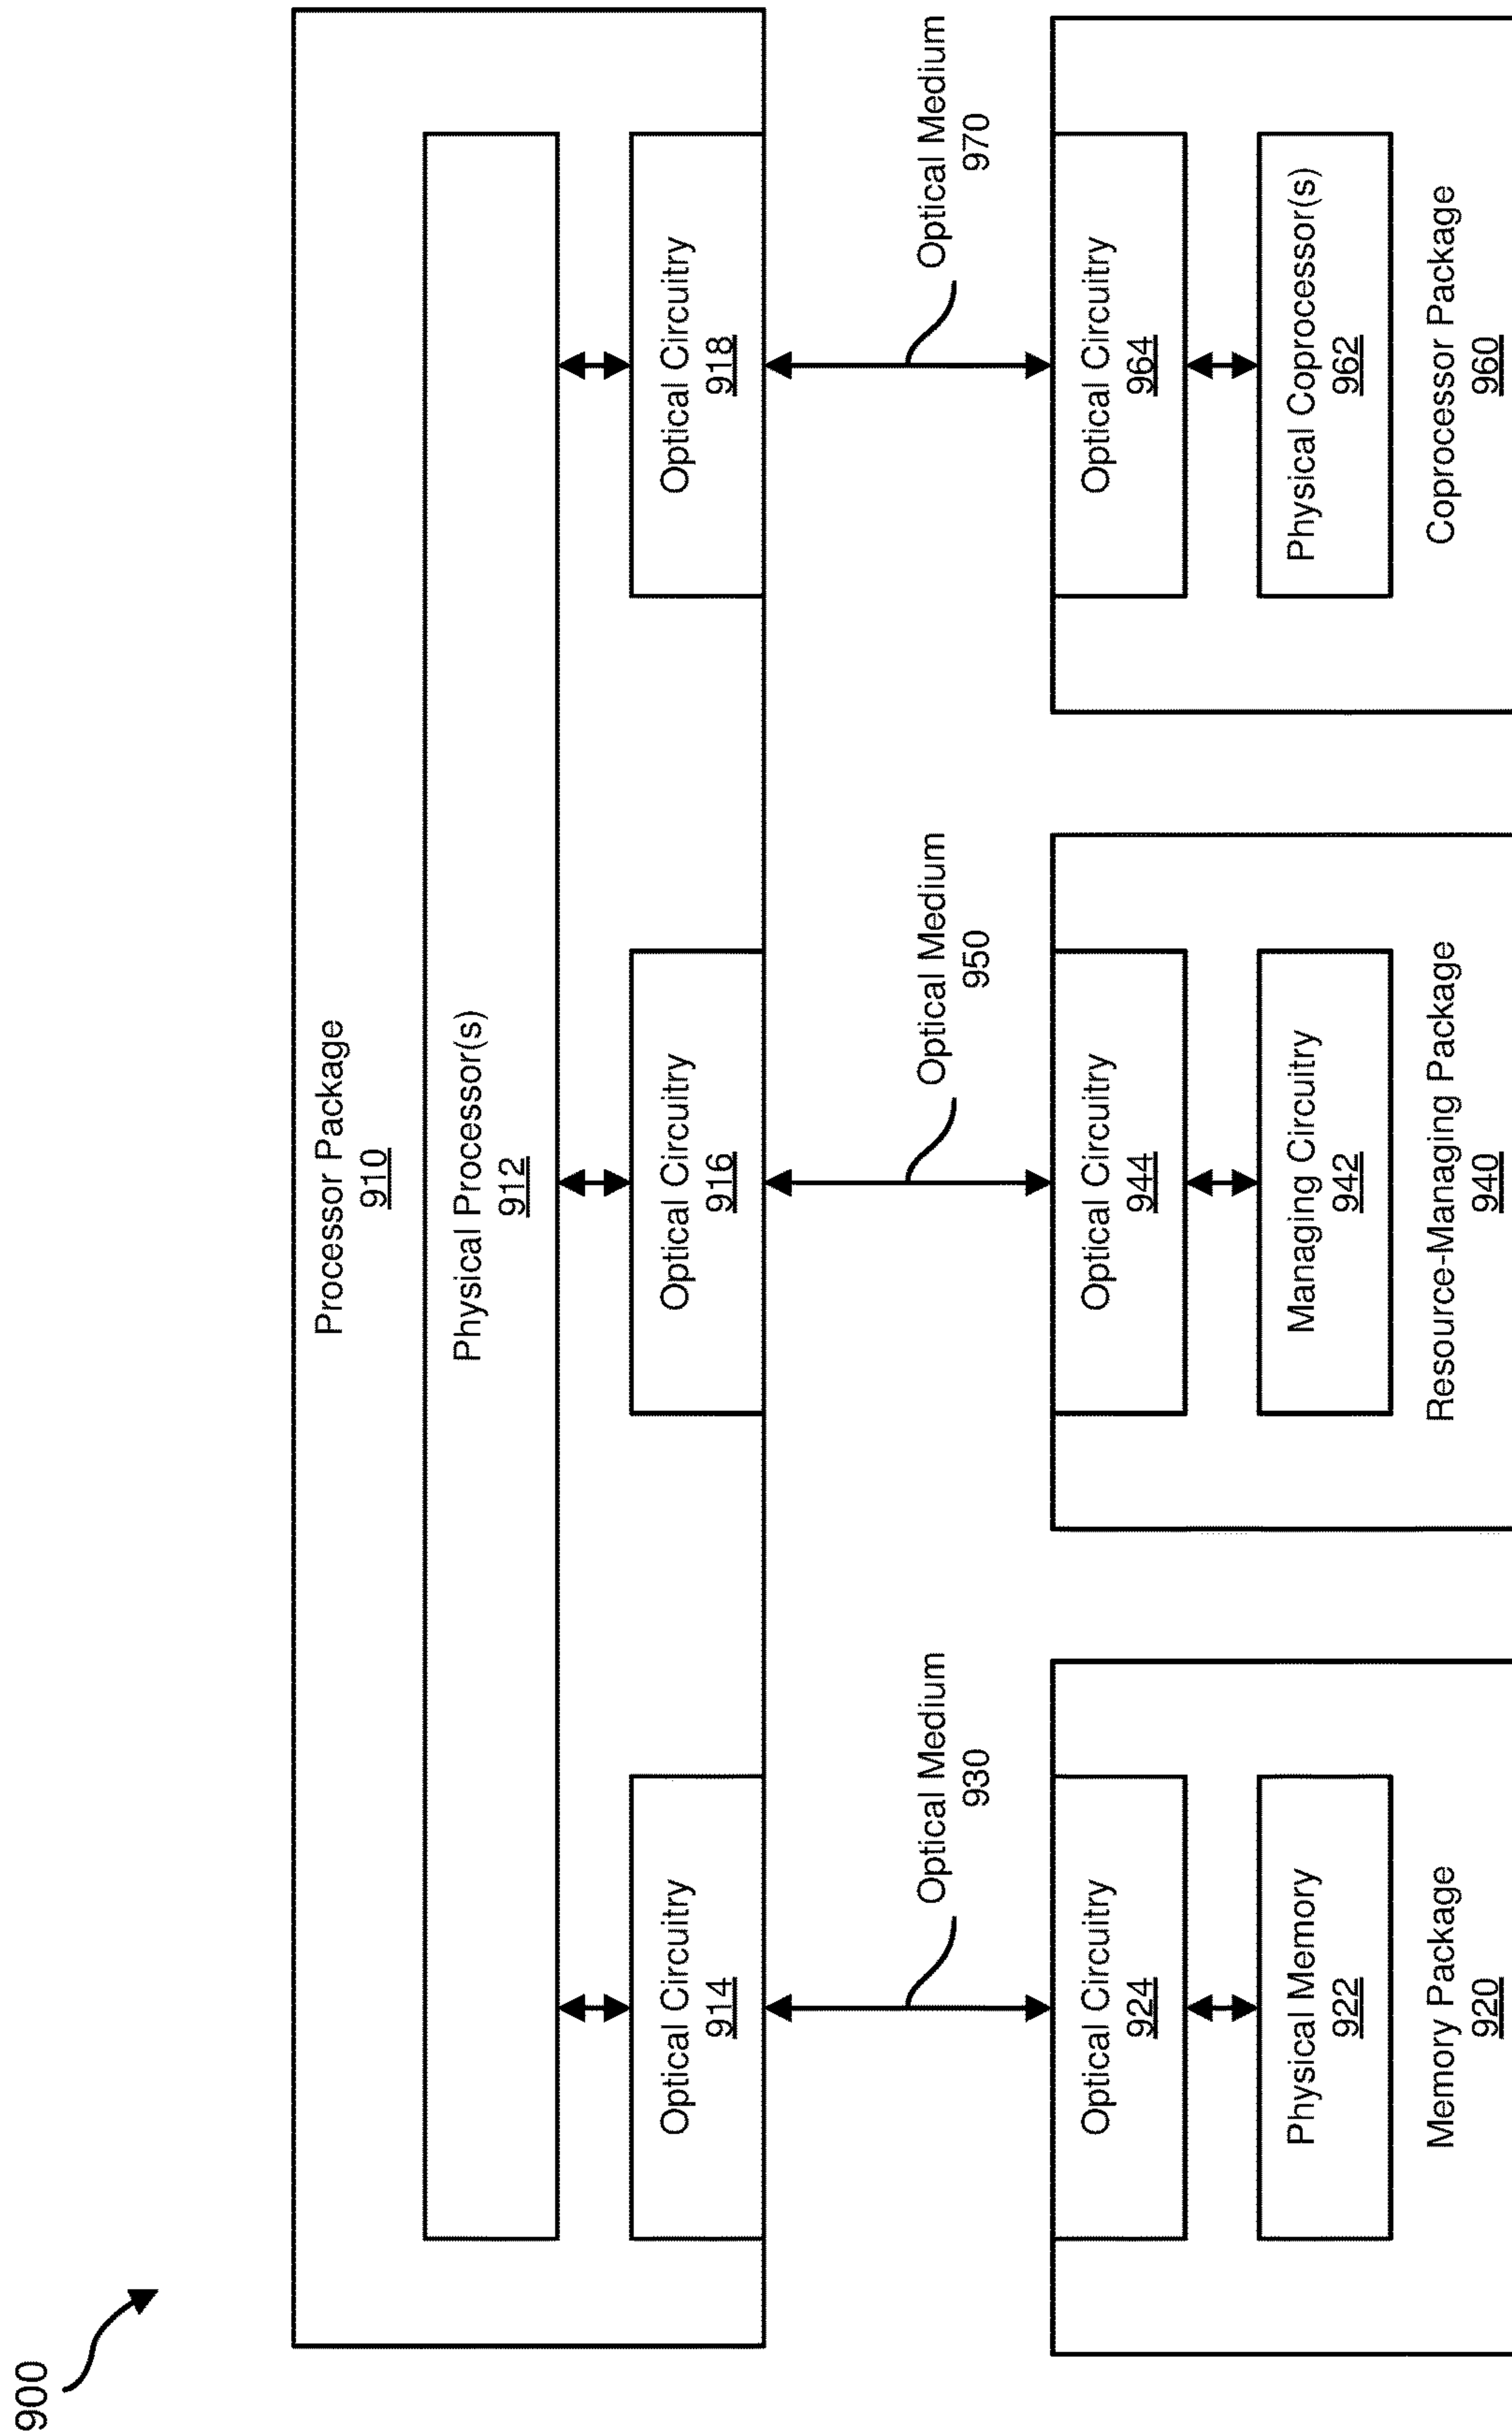 900
Processor Package
910
Physical Processor(s)
912
Optical Circuitry
914
Optical Circuitry
916
Optical Circuitry
918
Optical Medium
930
Optical Medium
950
Optical Medium
970
Optical Circuitry
924
Physical Memory
922
Memory Package
920
Optical Circuitry
944
Managing Circuitry
942
Resource-Managing Package
940
Optical Circuitry
964
Physical Coprocessor(s)
962
Coprocessor Package
960